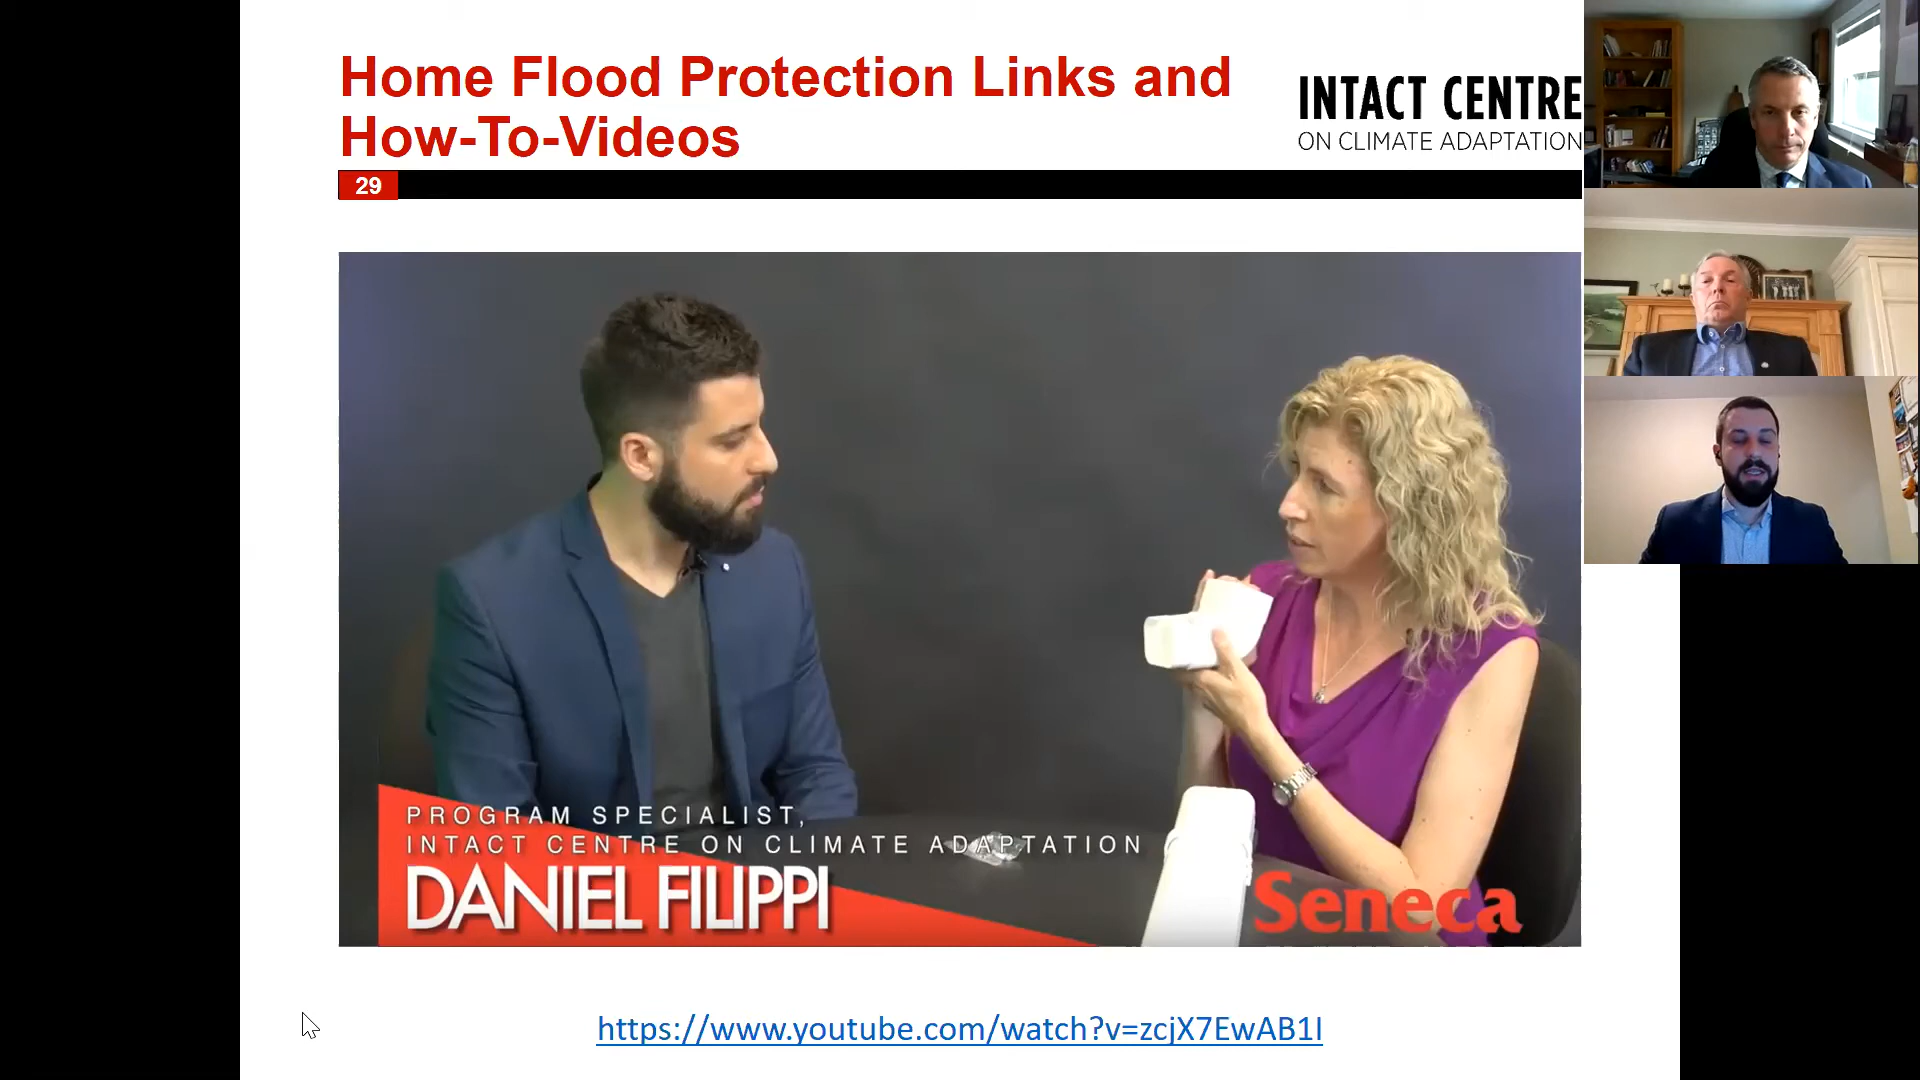 Home Flood Protection Links and
How-To-Videos
INTACT CENTRE
ON CLIMATE ADAPTATION
29
PROGRAM SPECIALIST,
INTACT CENTRE ON CLIMATE ADAPTATION
DANIEL FILIPPI
Seneca
https://www.youtube.com/watch?v=zcjX7EwAB1I